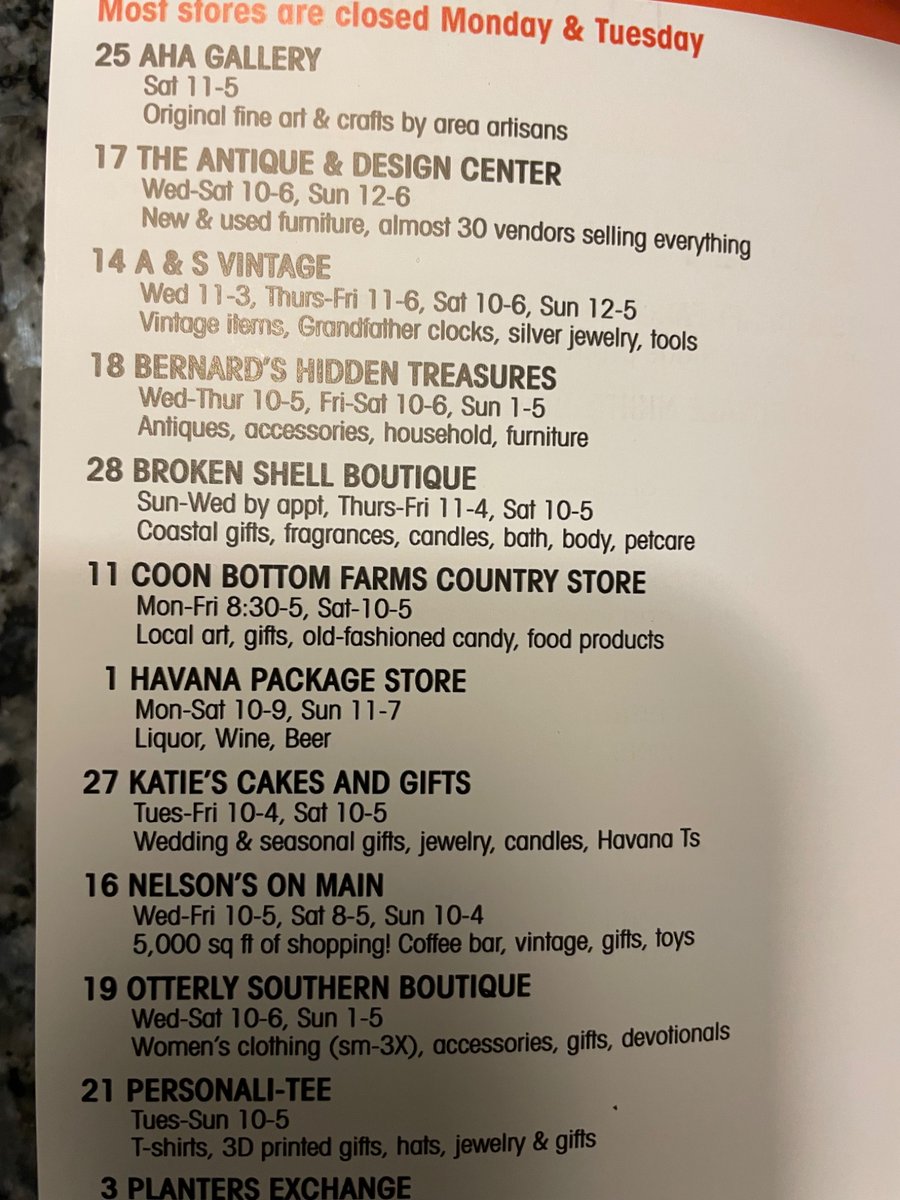 Most stores are closed Monday & Tuesday
25 AHA GALLERY
Sat 11-5
Original fine art & crafts by area artisans
17 THE ANTIQUE & DESIGN CENTER
Wed-Sat 10-6, Sun 12-6
New & used furniture, almost 30 vendors selling everything
14 A & S VINTAGE
Wed 11-3, Thurs-Fri 11-6, Sat 10-6, Sun 12-5
Vintage items, Grandfather clocks, silver jewelry, tools
18 BERNARD'S HIDDEN TREASURES
Wed-Thur 10-5, Fri-Sat 10-6, Sun 1-5
Antiques, accessories, household, furniture
28 BROKEN SHELL BOUTIQUE
Sun-Wed by appt, Thurs-Fri 11-4, Sat 10-5
Coastal gifts, fragrances, candles, bath, body, petcare
11 COON BOTTOM FARMS COUNTRY STORE
Mon-Fri 8:30-5, Sat-10-5
Local art, gifts, old-fashioned candy, food products
1 HAVANA PACKAGE STORE
Mon-Sat 10-9, Sun 11-7
Liquor, Wine, Beer
27 KATIE'S CAKES AND GIFTS
Tues-Fri 10-4, Sat 10-5
Wedding & seasonal gifts, jewelry, candles, Havana Ts
16 NELSON'S ON MAIN
Wed-Fri 10-5, Sat 8-5, Sun 10-4
5,000 sq ft of shopping! Coffee bar, vintage, gifts, toys
19 OTTERLY SOUTHERN BOUTIQUE
Wed-Sat 10-6, Sun 1-5
Women's clothing (sm-3X), accessories, gifts, devotionals
21 PERSONALI-TEE
Tues-Sun 10-5
T-shirts, 3D printed gifts, hats, jewelry & gifts
3 PLANTERS EXCHANGE